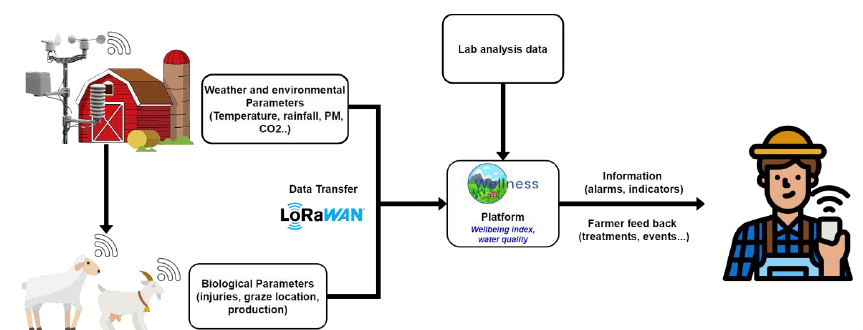 Lab analysis data
Weather and environmental
Parameters
(Temperature, rainfall, PM,
CO2..)
Data Transfer
LoRaWAN
Wellness
Platform
Wellbeing index,
water quality
Information
(alarms, indicators)
Farmer feed back
(treatments, events...)
Biological Parameters
(injuries, graze location,
production)